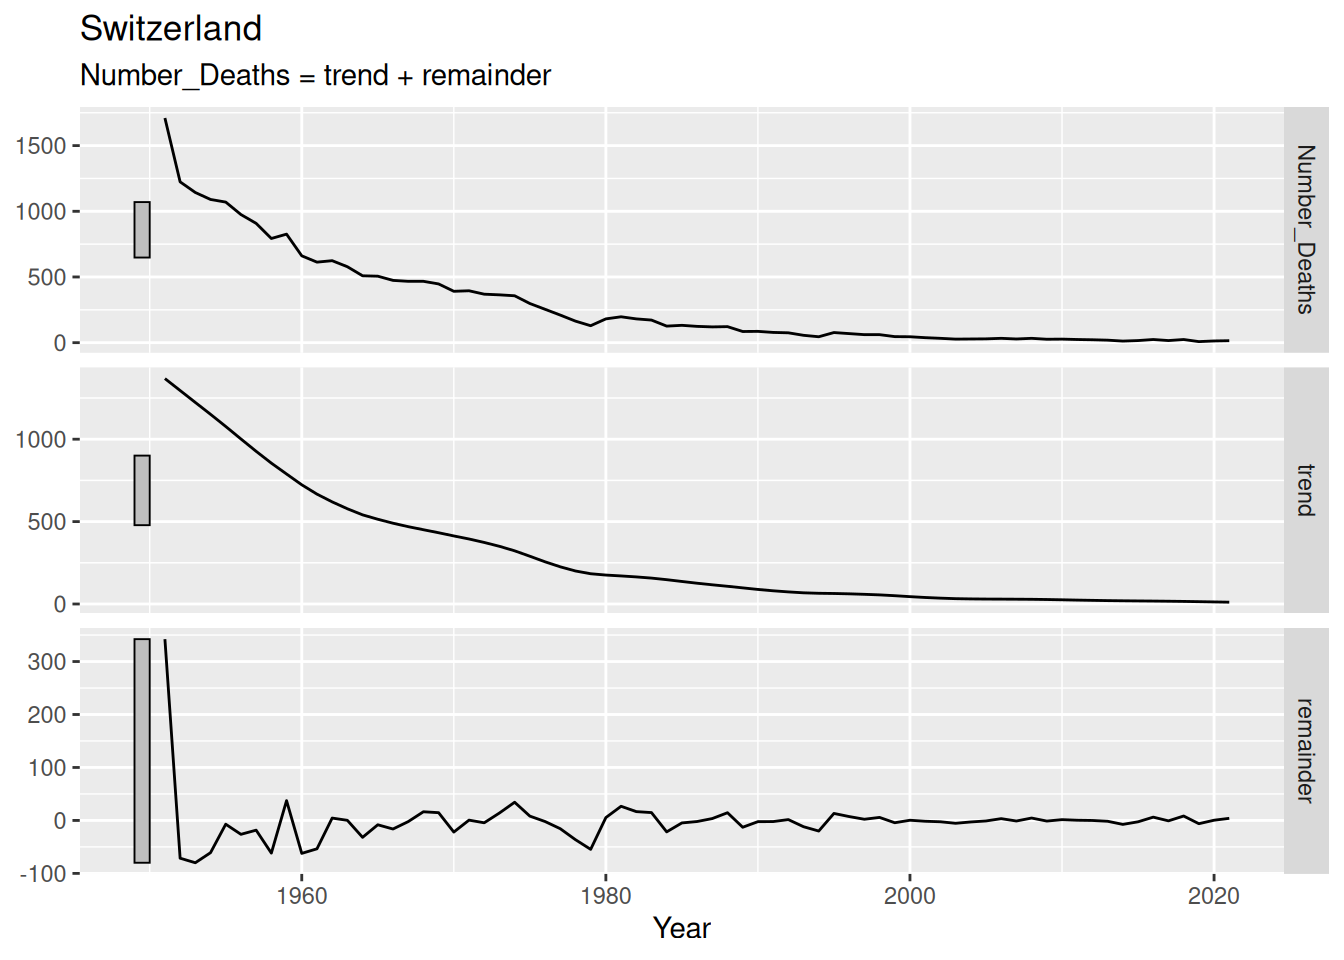 Switzerland
Number_Deaths = trend + remainder
1500
1000
500
0
Number_Deaths
1000
500
0
trend
300
200
100
0
-100
remainder
1960 1980 2000 2020
Year